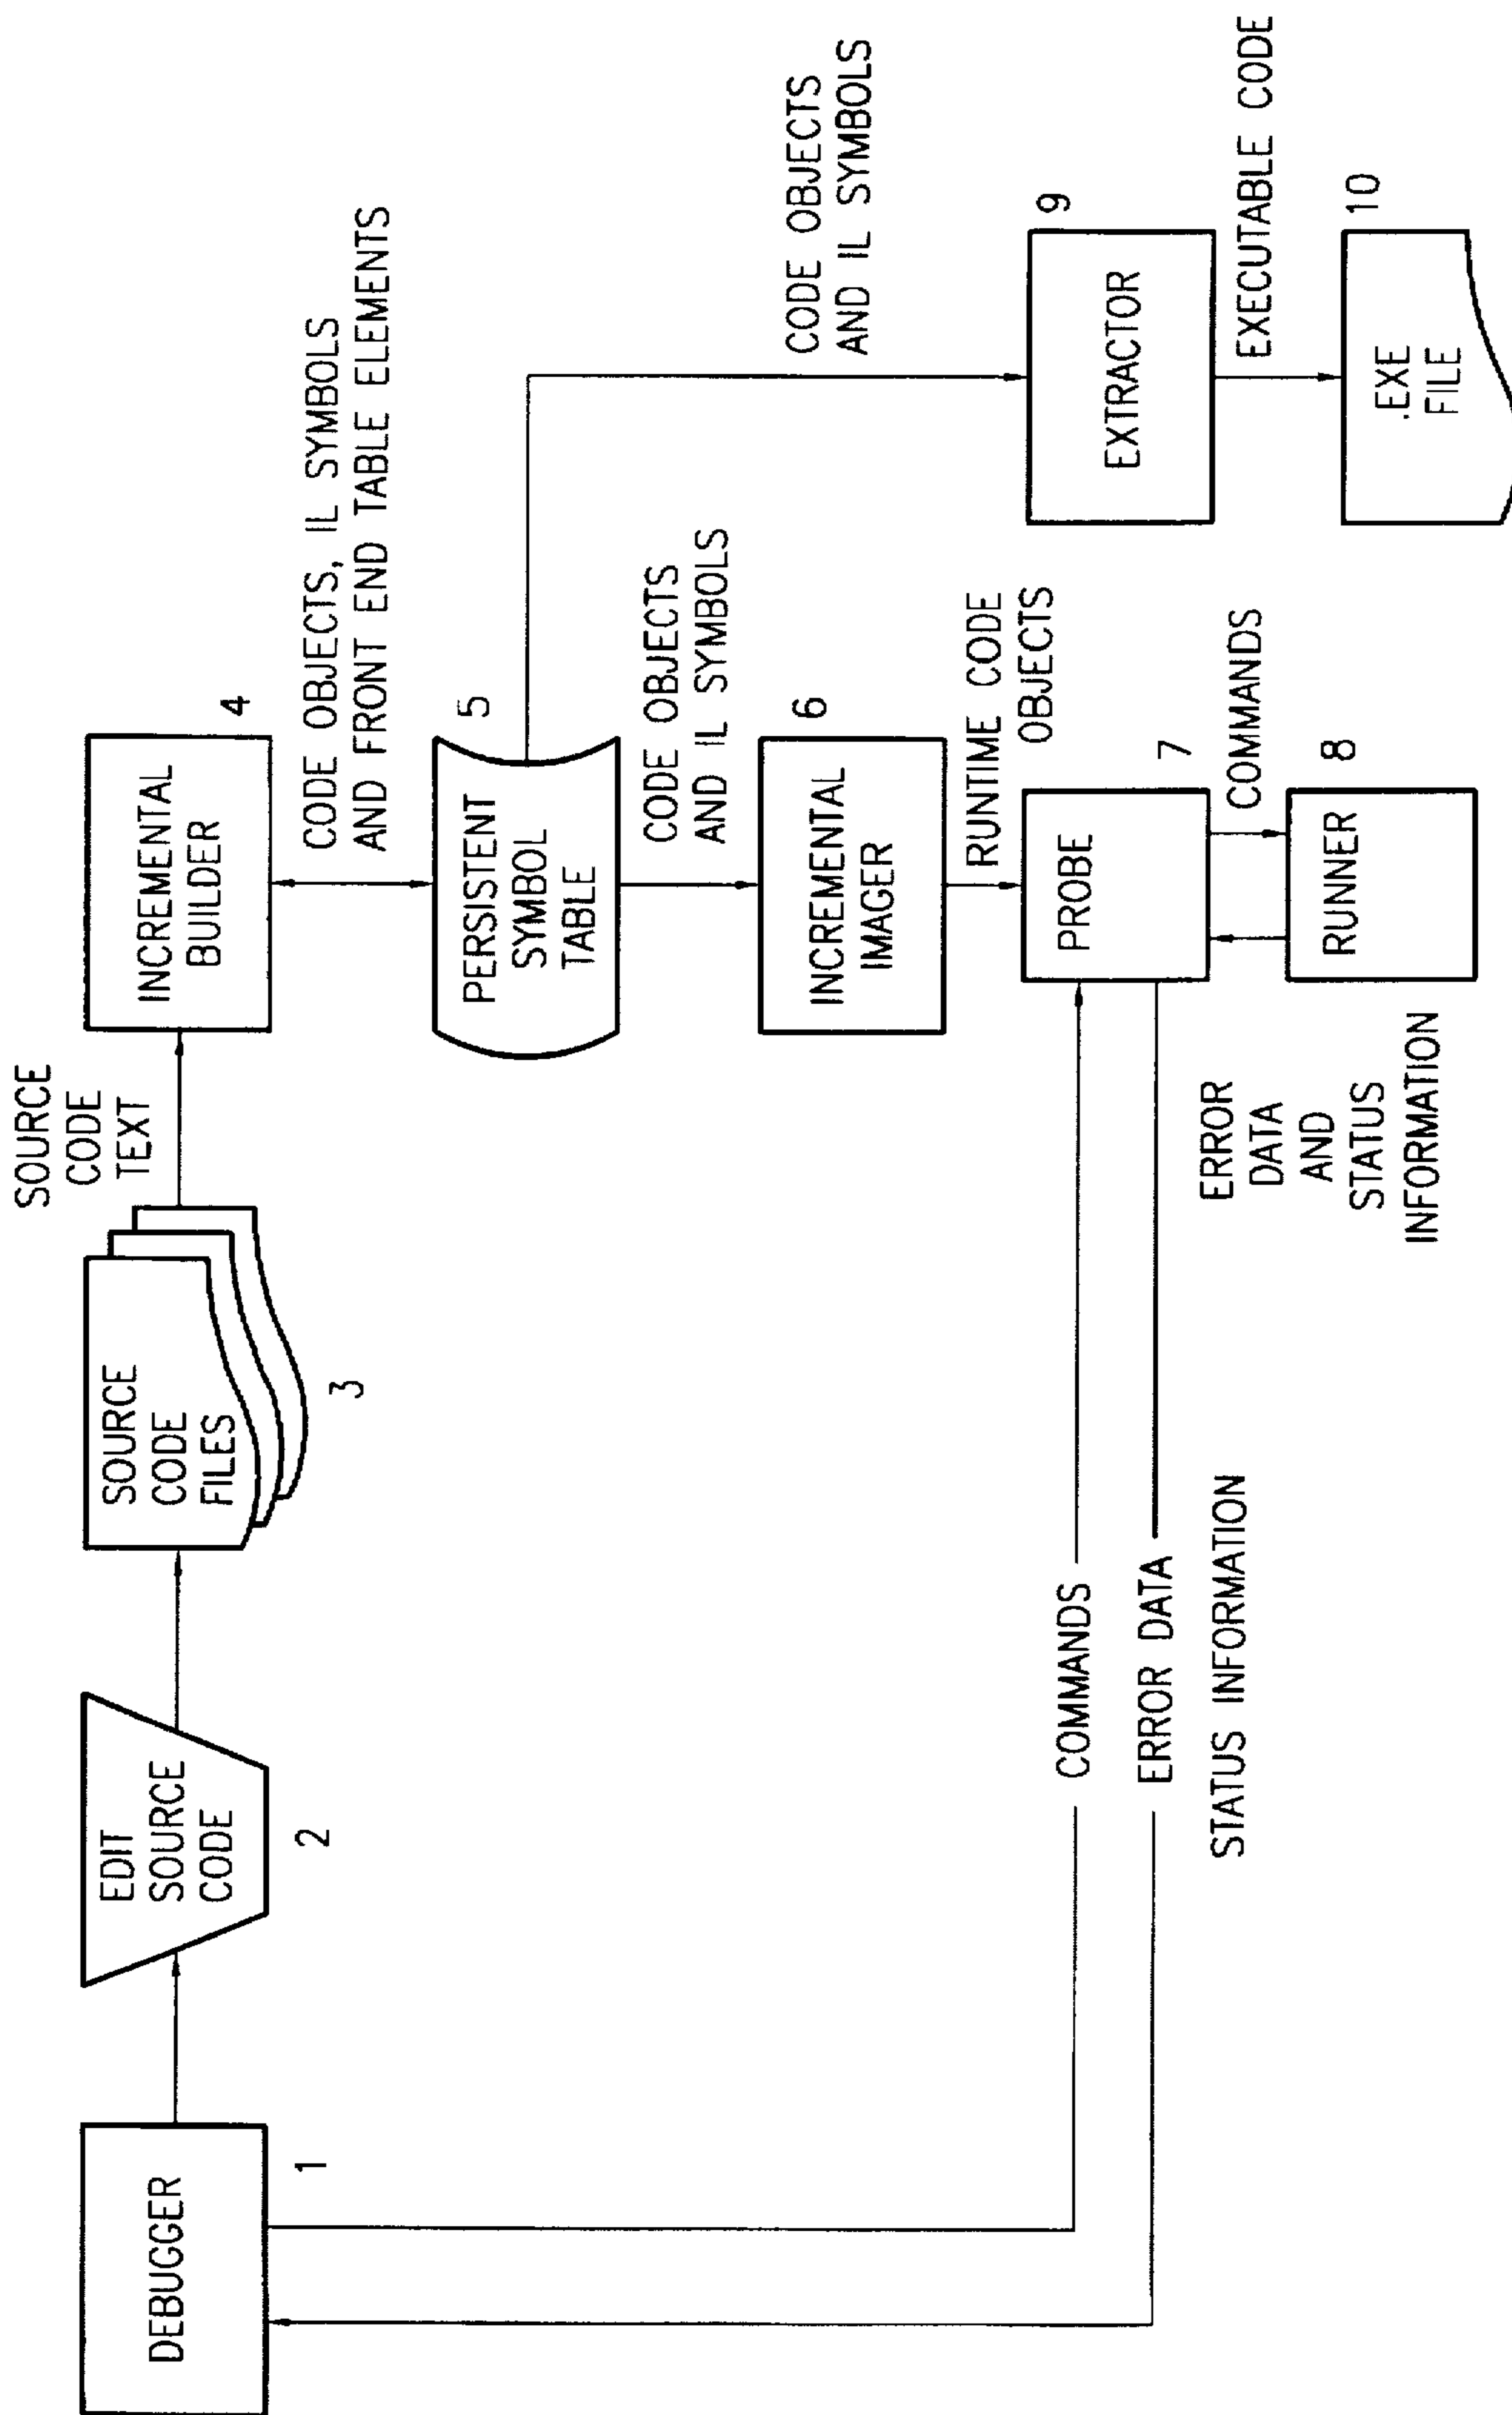 DEBUGGER
1
EDIT
SOURCE
CODE
2
SOURCE
CODE
FILES
3
SOURCE
CODE
TEXT
INCREMENTAL
BUILDER
4
CODE OBJECTS, IL SYMBOLS
AND FRONT END TABLE ELEMENTS
PERSISTENT
SYMBOL
TABLE
5
CODE OBJECTS
AND IL SYMBOLS
CODE OBJECTS
AND IL SYMBOLS
INCREMENTAL
IMAGER
6
RUNTIME CODE
OBJECTS
PROBE
7
COMMANDS
RUNNER
8
ERROR
DATA
AND
STATUS
INFORMATION
COMMANDS
ERROR DATA
STATUS INFORMATION
EXTRACTOR
9
EXECUTABLE CODE
.EXE
FILE
10